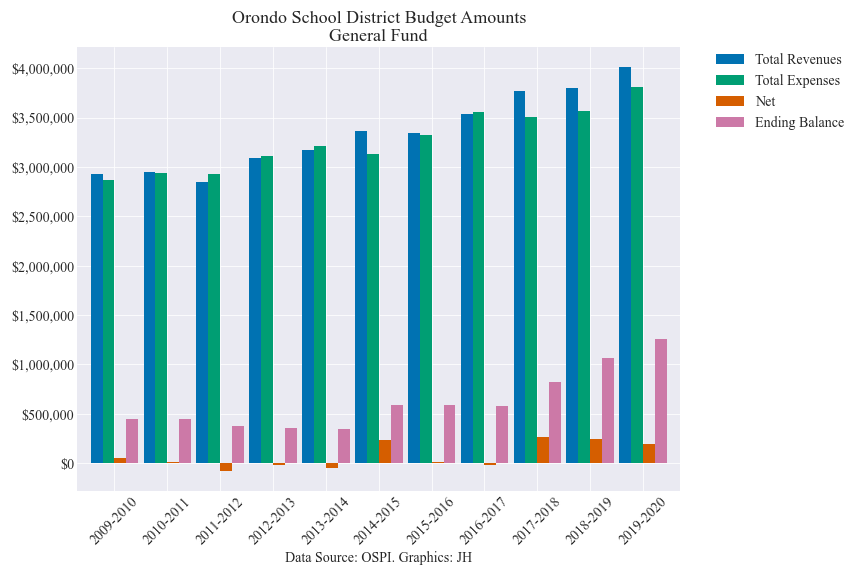 Orondo School District Budget Amounts
General Fund
Total Revenues
Total Expenses
Net
Ending Balance
$4,000,000
$3,500,000
$3,000,000
$2,500,000
$2,000,000
$1,500,000
$1,000,000
$500,000
$0
2009-2010
2010-2011
2011-2012
2012-2013
2013-2014
2014-2015
2015-2016
2016-2017
2017-2018
2018-2019
2019-2020
Data Source: OSPI. Graphics: JH